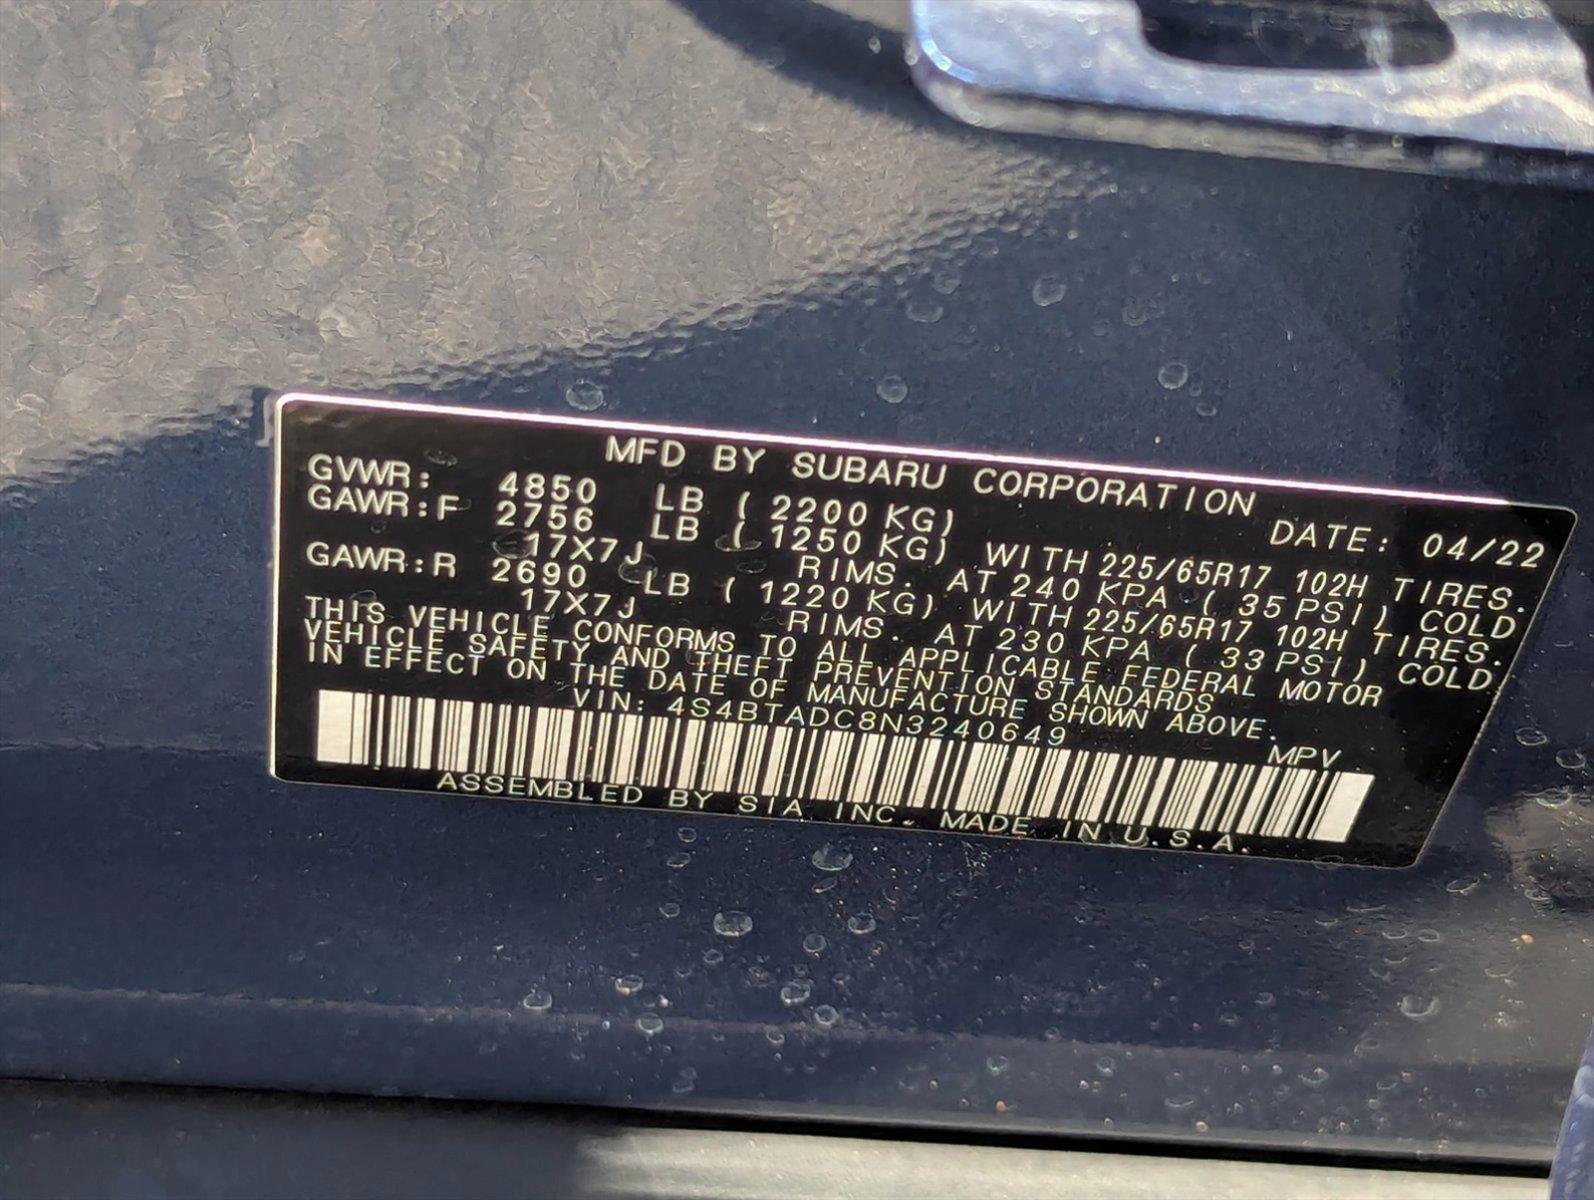 MFD BY SUBARU CORPORATION
DATE: 04/22
GVWR: 4850 LB ( 2200 KG)
GAWR:F 2756 LB ( 1250 KG) WITH 225/65R17 102H TIRES.
17X7J RIMS. AT 240 KPA ( 35 PSI) COLD
GAWR:R 2690 LB ( 1220 KG) WITH 225/65R17 102H TIRES.
17X7J RIMS. AT 230 KPA ( 33 PSI) COLD.
THIS VEHICLE CONFORMS TO ALL APPLICABLE FEDERAL MOTOR
VEHICLE SAFETY AND THEFT PREVENTION STANDARDS
IN EFFECT ON THE DATE OF MANUFACTURE SHOWN ABOVE.
VIN: 4S4BTADC8N3240649 MPV
ASSEMBLED BY SIA INC. MADE IN U.S.A.